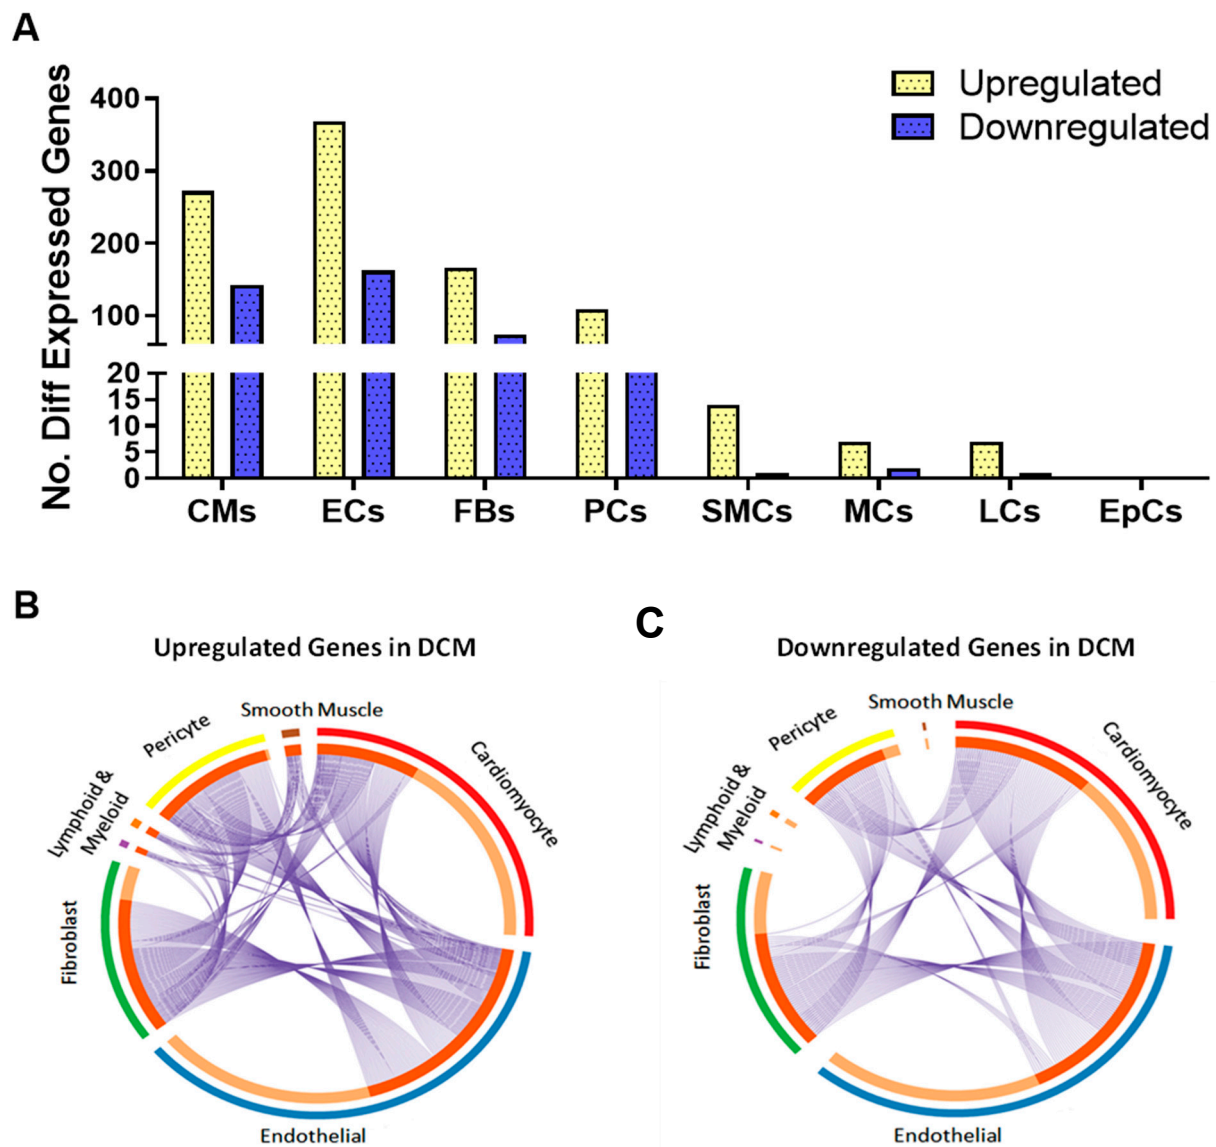 A
No. Diff Expressed Genes
400
300
200
100
20
15
10
5
0
Upregulated
Downregulated
CMs ECs FBs PCs SMCs MCs LCs EpCs
B
Upregulated Genes in DCM
Smooth Muscle
Pericyte
Cardiomyocyte
Lymphoid &
Myeloid
Fibroblast
Endothelial
C
Downregulated Genes in DCM
Smooth Muscle
Pericyte
Cardiomyocyte
Lymphoid &
Myeloid
Fibroblast
Endothelial